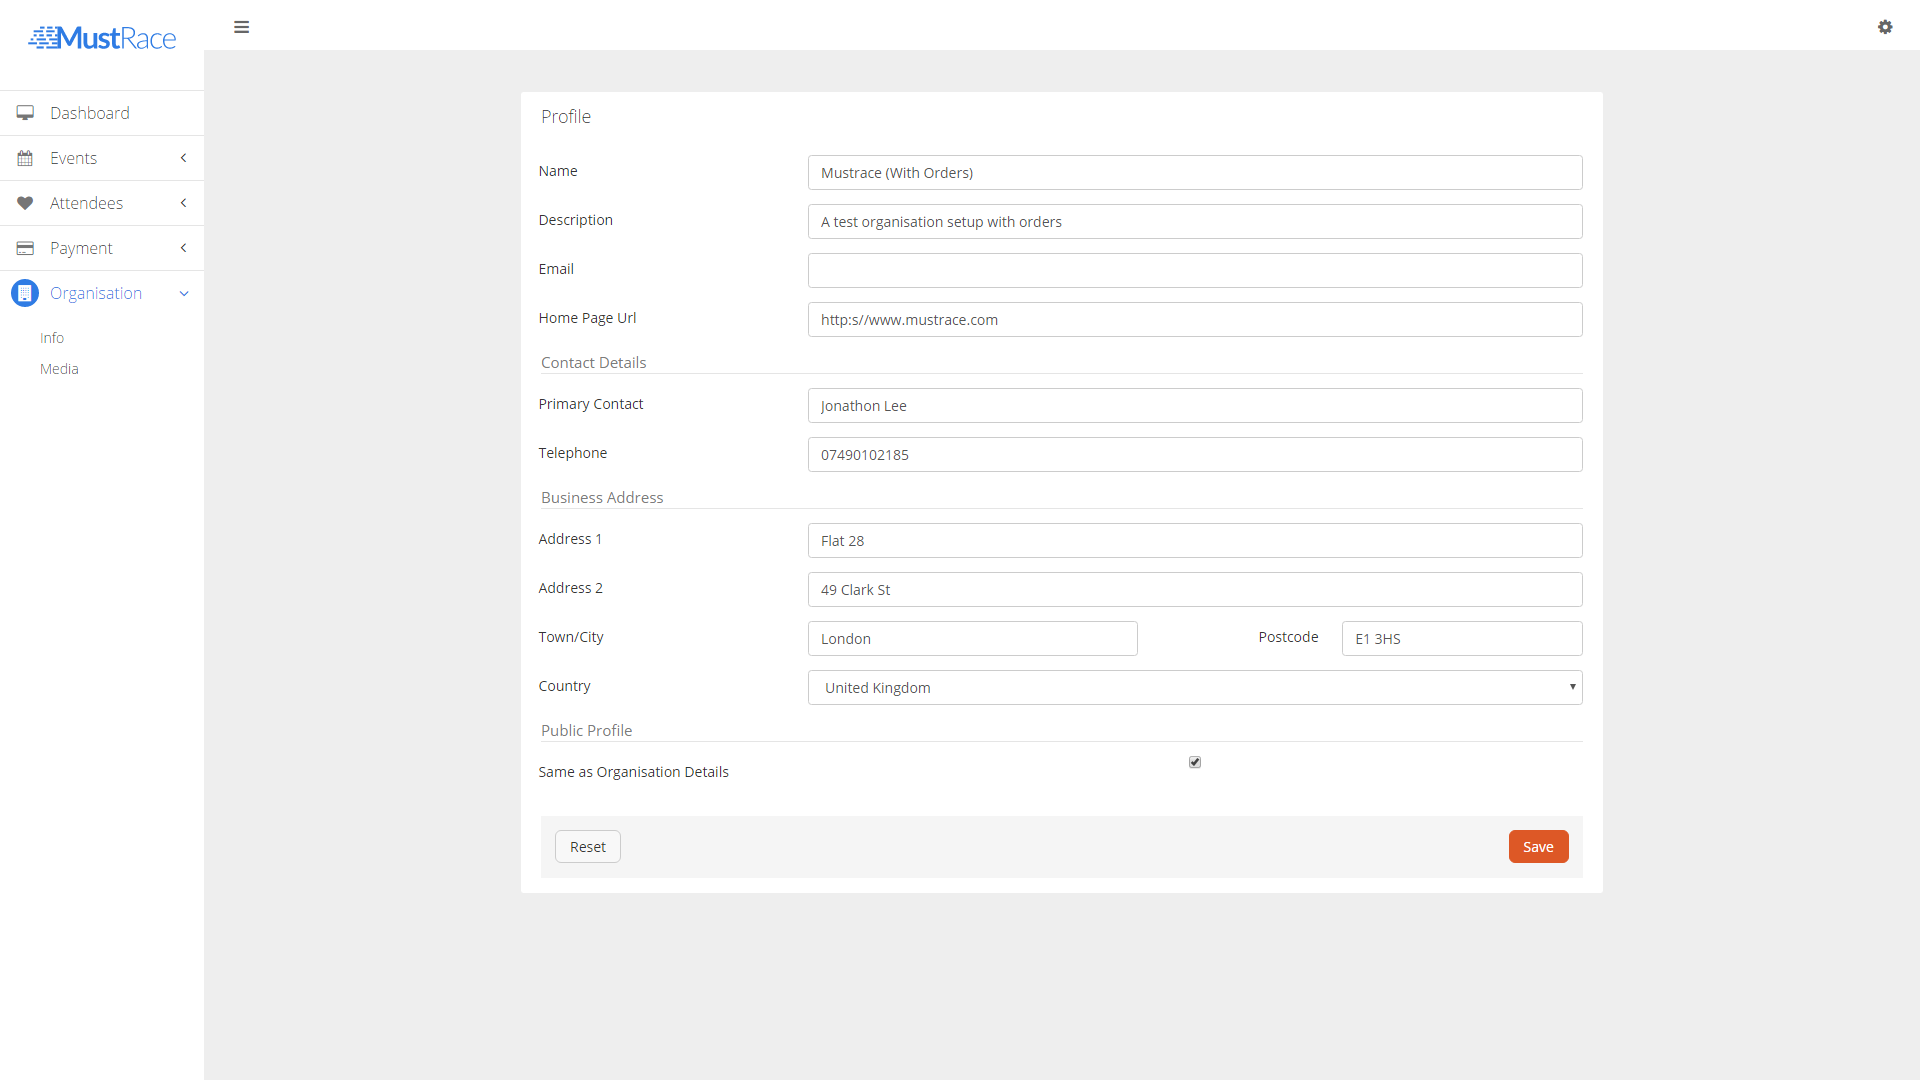 MustRace
Dashboard
Events
Attendees
Payment
Organisation
Info
Media
Profile
Name
Mustrace (With Orders)
Description
A test organisation setup with orders
Email
Home Page Url
http:s//www.mustrace.com
Contact Details
Primary Contact
Jonathon Lee
Telephone
07490102185
Business Address
Address 1
Flat 28
Address 2
49 Clark St
Town/City
London
Postcode
E1 3HS
Country
United Kingdom
Public Profile
Same as Organisation Details
Reset
Save